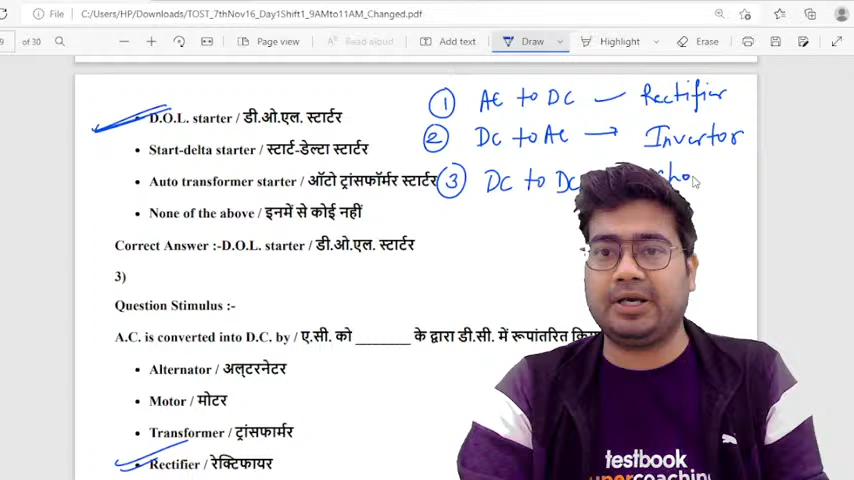 File C:/Users/HP/Downloads/TOST_7thNov16_Day1Shift1_9AMto11AM_Changed.pdf
9 of 30 Read aloud Add text Draw Highlight Erase
• D.O.L. starter / डी.ओ.एल. स्टार्टर
• Start-delta starter / स्टार्ट-डेल्टा स्टार्टर
• Auto transformer starter / ऑटो ट्रांसफॉर्मर स्टार्टर
• None of the above / इनमें से कोई नहीं
Correct Answer :-D.O.L. starter / डी.ओ.एल. स्टार्टर
3)
Question Stimulus :-
A.C. is converted into D.C. by / ए.सी. को ________ के द्वारा डी.सी. में रूपांतरित
• Alternator / अल्टरनेटर
• Motor / मोटर
• Transformer / ट्रांसफार्मर
• Rectifier / रेक्टिफायर
1 AC to DC — Rectifier
2 DC to AC → Invertor
3 DC to DC
testbook
supercoaching